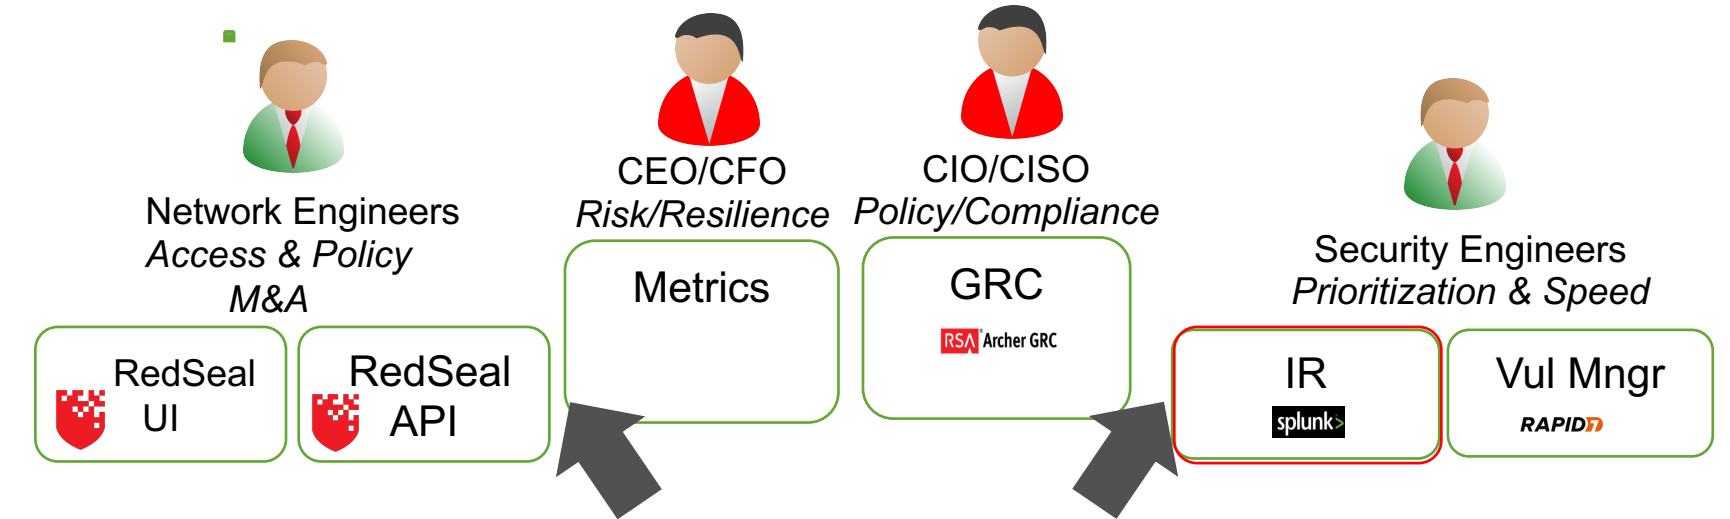 Network Engineers
Access & Policy
M&A
RedSeal
UI
RedSeal
API
CEO/CFO
Risk/Resilience
Metrics
CIO/CISO
Policy/Compliance
GRC
RSA Archer GRC
Security Engineers
Prioritization & Speed
IR
splunk>
Vul Mngr
RAPID7